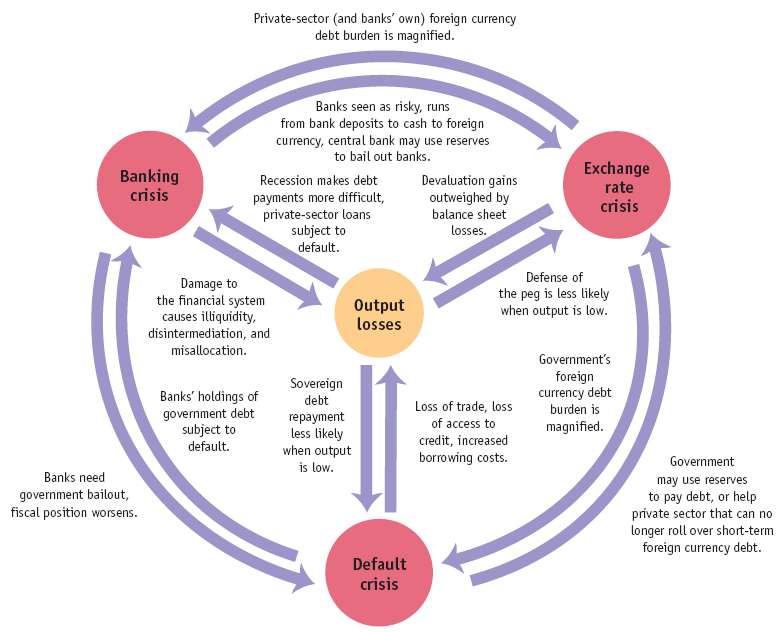 Private-sector (and banks' own) foreign currency
debt burden is magnified.
Banks seen as risky, runs
from bank deposits to cash to foreign
currency, central bank may use reserves
to bail out banks.
Banking
crisis
Exchange
rate
crisis
Recession makes debt
payments more difficult,
private-sector loans
subject to
default.
Devaluation gains
outweighed by
balance sheet
losses.
Damage to
the financial system
causes illiquidity,
disintermediation, and
misallocation.
Output
losses
Defense of
the peg is less likely
when output is low.
Banks' holdings of
government debt
subject to
default.
Sovereign
debt
repayment
less likely
when output
is low.
Loss of trade, loss
of access to
credit, increased
borrowing costs.
Government's
foreign
currency debt
burden is
magnified.
Banks need
government bailout,
fiscal position worsens.
Government
may use reserves
to pay debt, or help
private sector that can no
longer roll over short-term
foreign currency debt.
Default
crisis